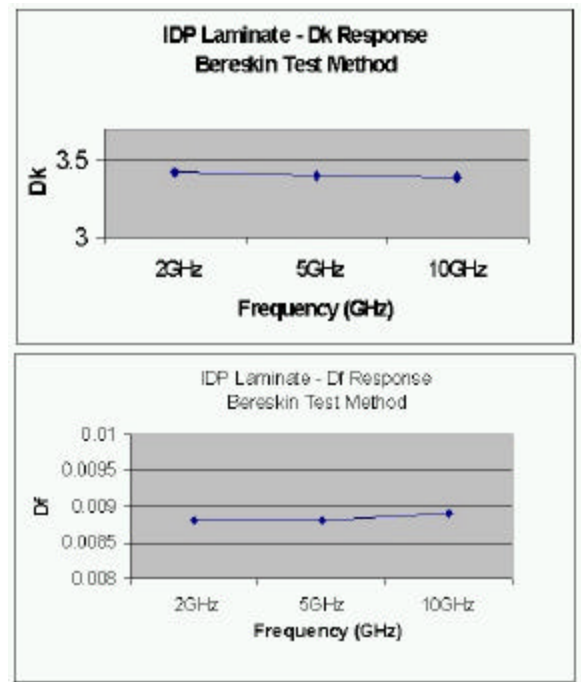 IDP Laminate - Dk Response
Bereskin Test Method
3.5
Dk
3
2GHz 5GHz 10GHz
Frequency (GHz)
IDP Laminate - Df Response
Bereskin Test Method
0.01
0.0095
0.009
Df
0.0085
0.008
2GHz 5GHz 10GHz
Frequency (GHz)